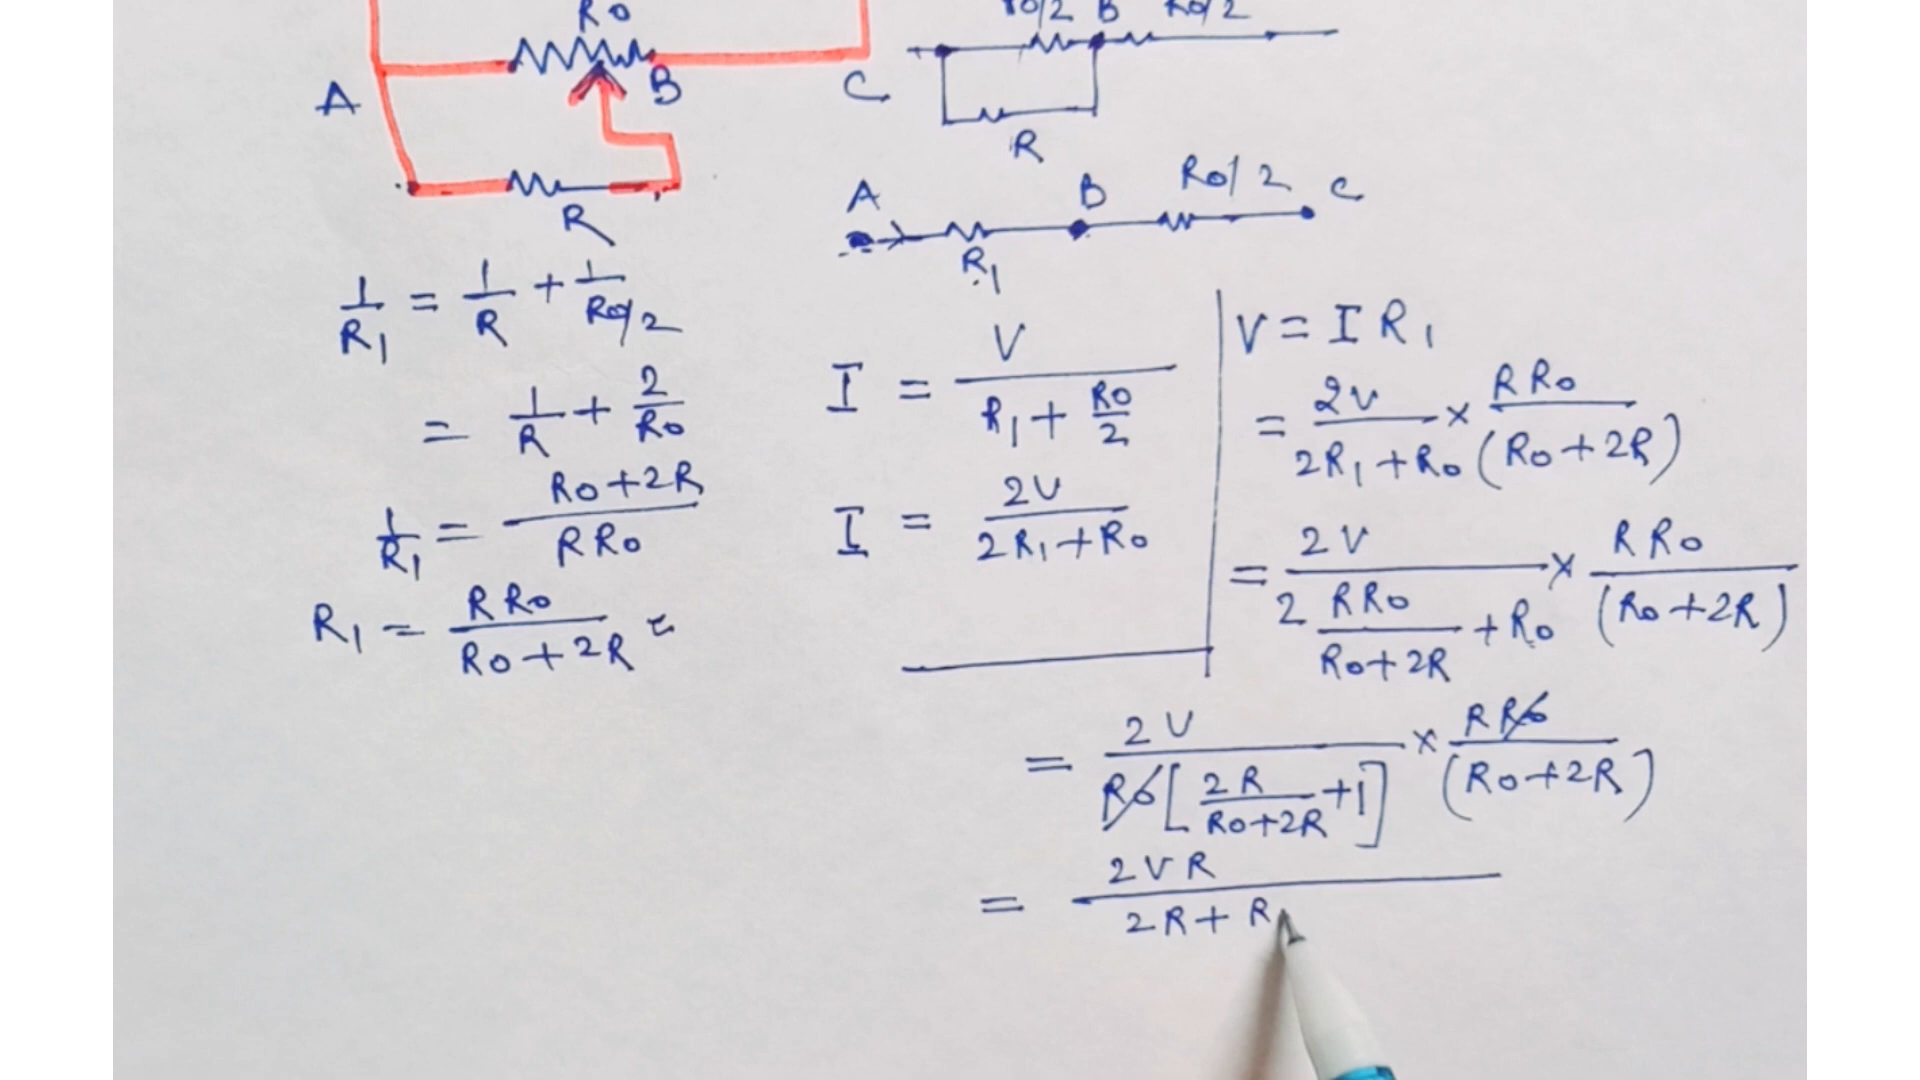 R0
R0/2 B R0/2
A B C
R
R
A B R0/2 C
R1
1/R1 = 1/R + 1/R0/2
= 1/R + 2/R0
1/R1 = R0+2R / RR0
R1 = RR0 / R0+2R =
I = V / R1 + R0/2
I = 2V / 2R1+R0
V = I R1
= 2V / 2R1+R0 × RR0 / (R0+2R)
= 2V / 2 RR0/R0+2R + R0 × RR0 / (R0+2R)
= 2V / R0[2R/R0+2R +1] × RR0 / (R0+2R)
= 2VR / 2R+R